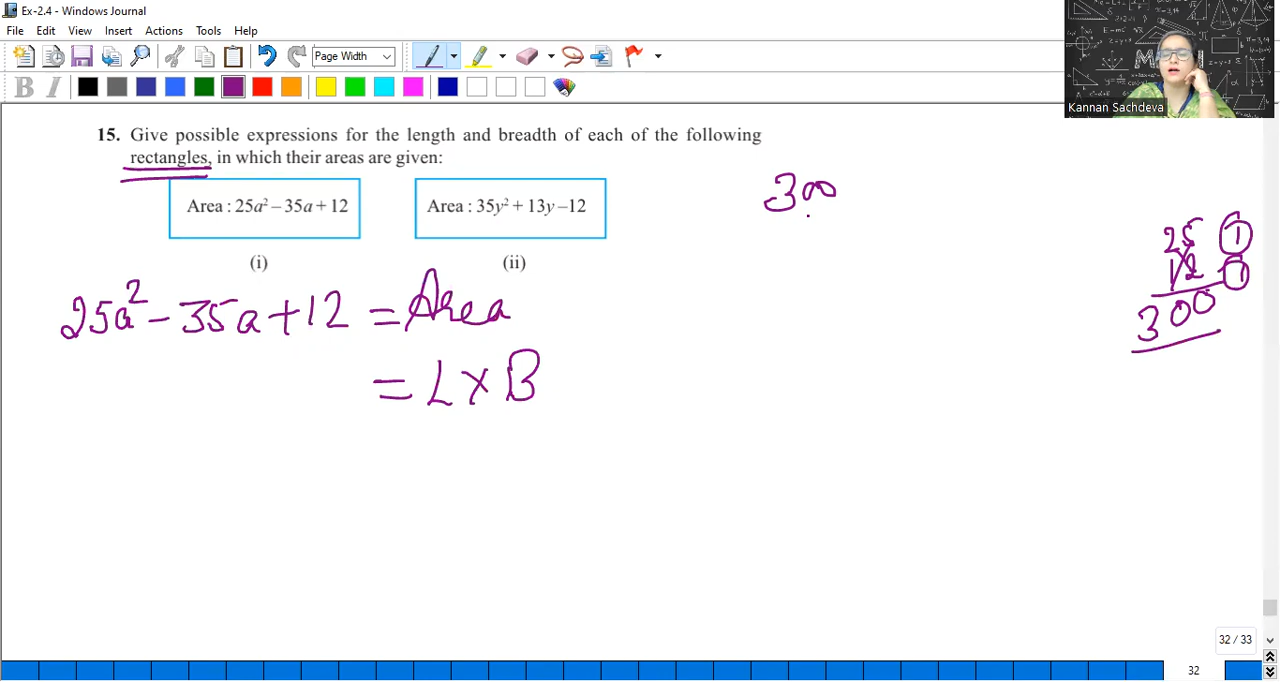 Ex-2.4 - Windows Journal
File Edit View Insert Actions Tools Help
Page Width
B I
Kannan Sachdeva
15. Give possible expressions for the length and breadth of each of the following
rectangles, in which their areas are given:
Area : 25a² – 35a + 12
Area : 35y² + 13y –12
(i)
(ii)
300
25 1
12 1
300
25a² - 35a + 12 = Area
= L × B
32 / 33
32